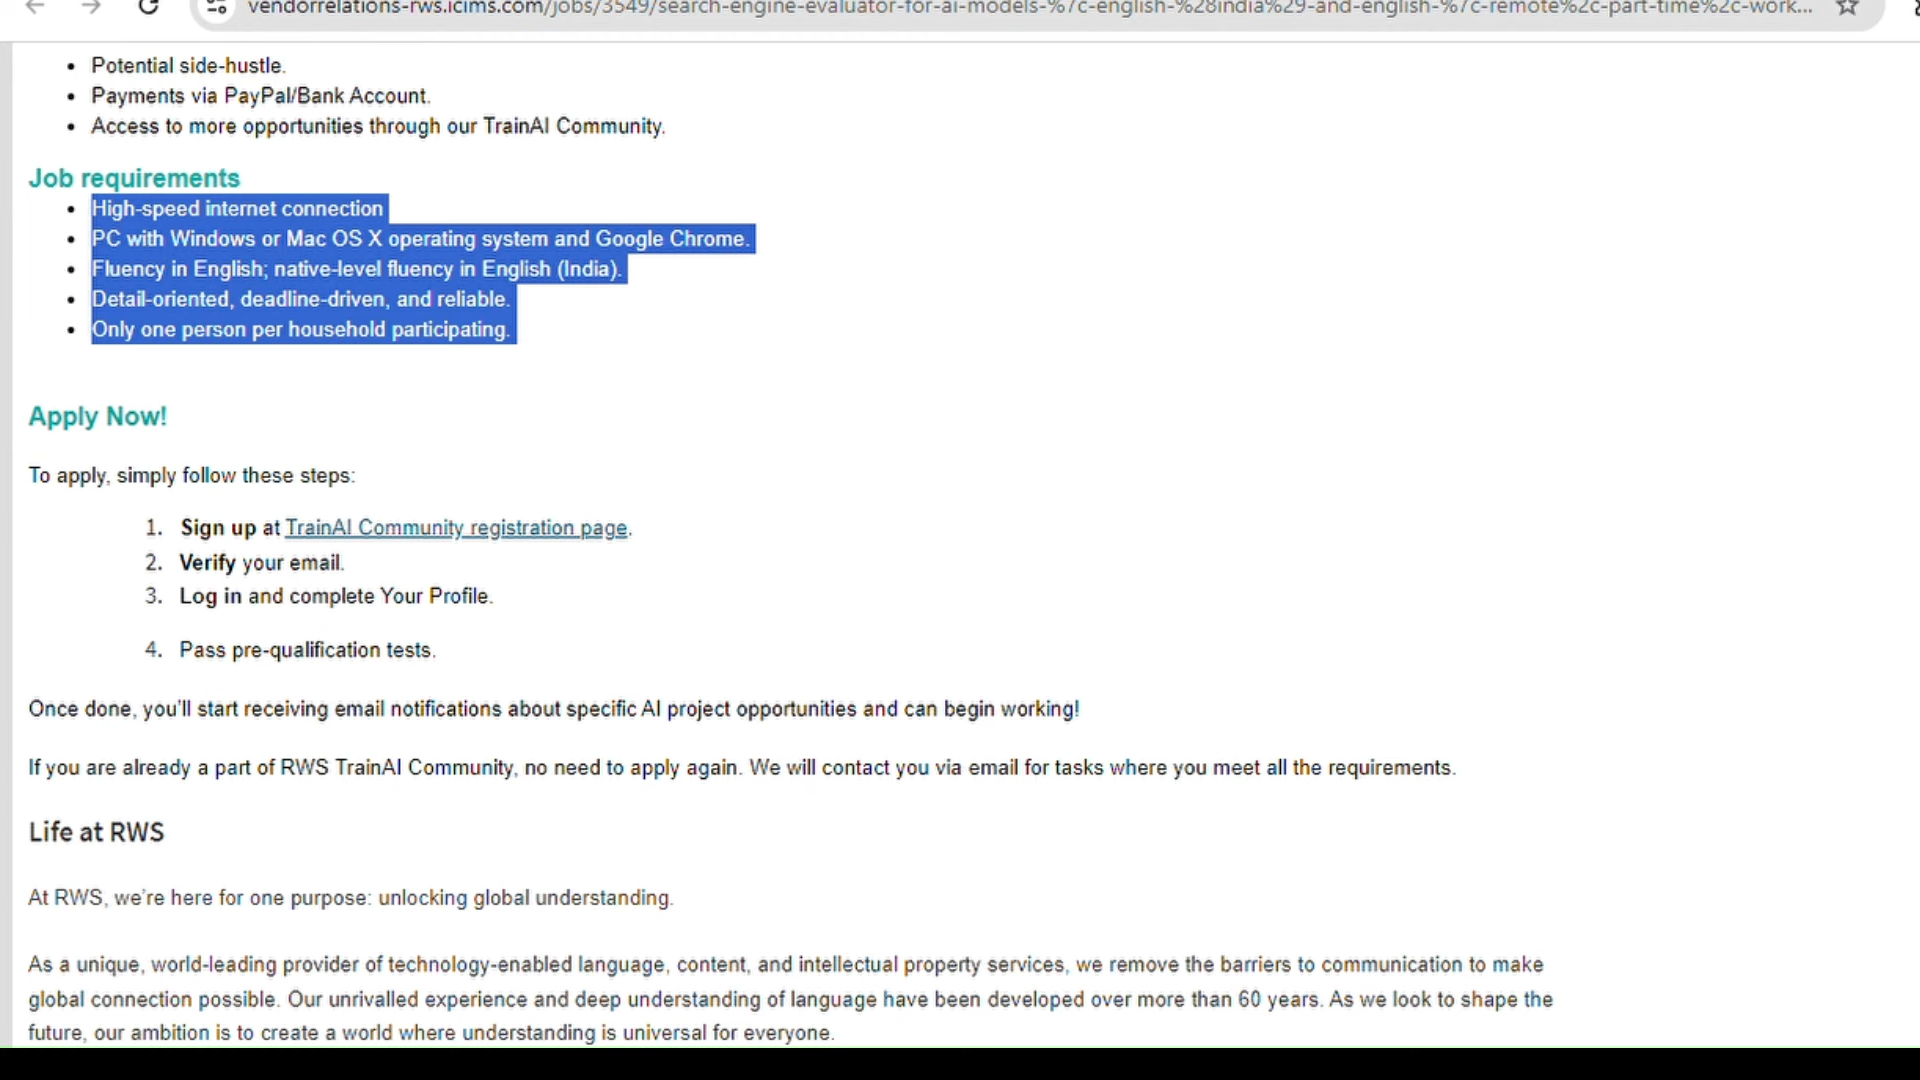 vendorrelations-rws.icims.com/jobs/3549/search-engine-evaluator-for-ai-models-%7c-english-%28india%29-and-english-%7c-remote%2c-part-time%2c-work...
• Potential side-hustle.
• Payments via PayPal/Bank Account.
• Access to more opportunities through our TrainAI Community.
Job requirements
• High-speed internet connection
• PC with Windows or Mac OS X operating system and Google Chrome.
• Fluency in English; native-level fluency in English (India).
• Detail-oriented, deadline-driven, and reliable.
• Only one person per household participating.
Apply Now!
To apply, simply follow these steps:
1. Sign up at TrainAI Community registration page.
2. Verify your email.
3. Log in and complete Your Profile.
4. Pass pre-qualification tests.
Once done, you'll start receiving email notifications about specific AI project opportunities and can begin working!
If you are already a part of RWS TrainAI Community, no need to apply again. We will contact you via email for tasks where you meet all the requirements.
Life at RWS
At RWS, we're here for one purpose: unlocking global understanding.
As a unique, world-leading provider of technology-enabled language, content, and intellectual property services, we remove the barriers to communication to make
global connection possible. Our unrivalled experience and deep understanding of language have been developed over more than 60 years. As we look to shape the
future, our ambition is to create a world where understanding is universal for everyone.